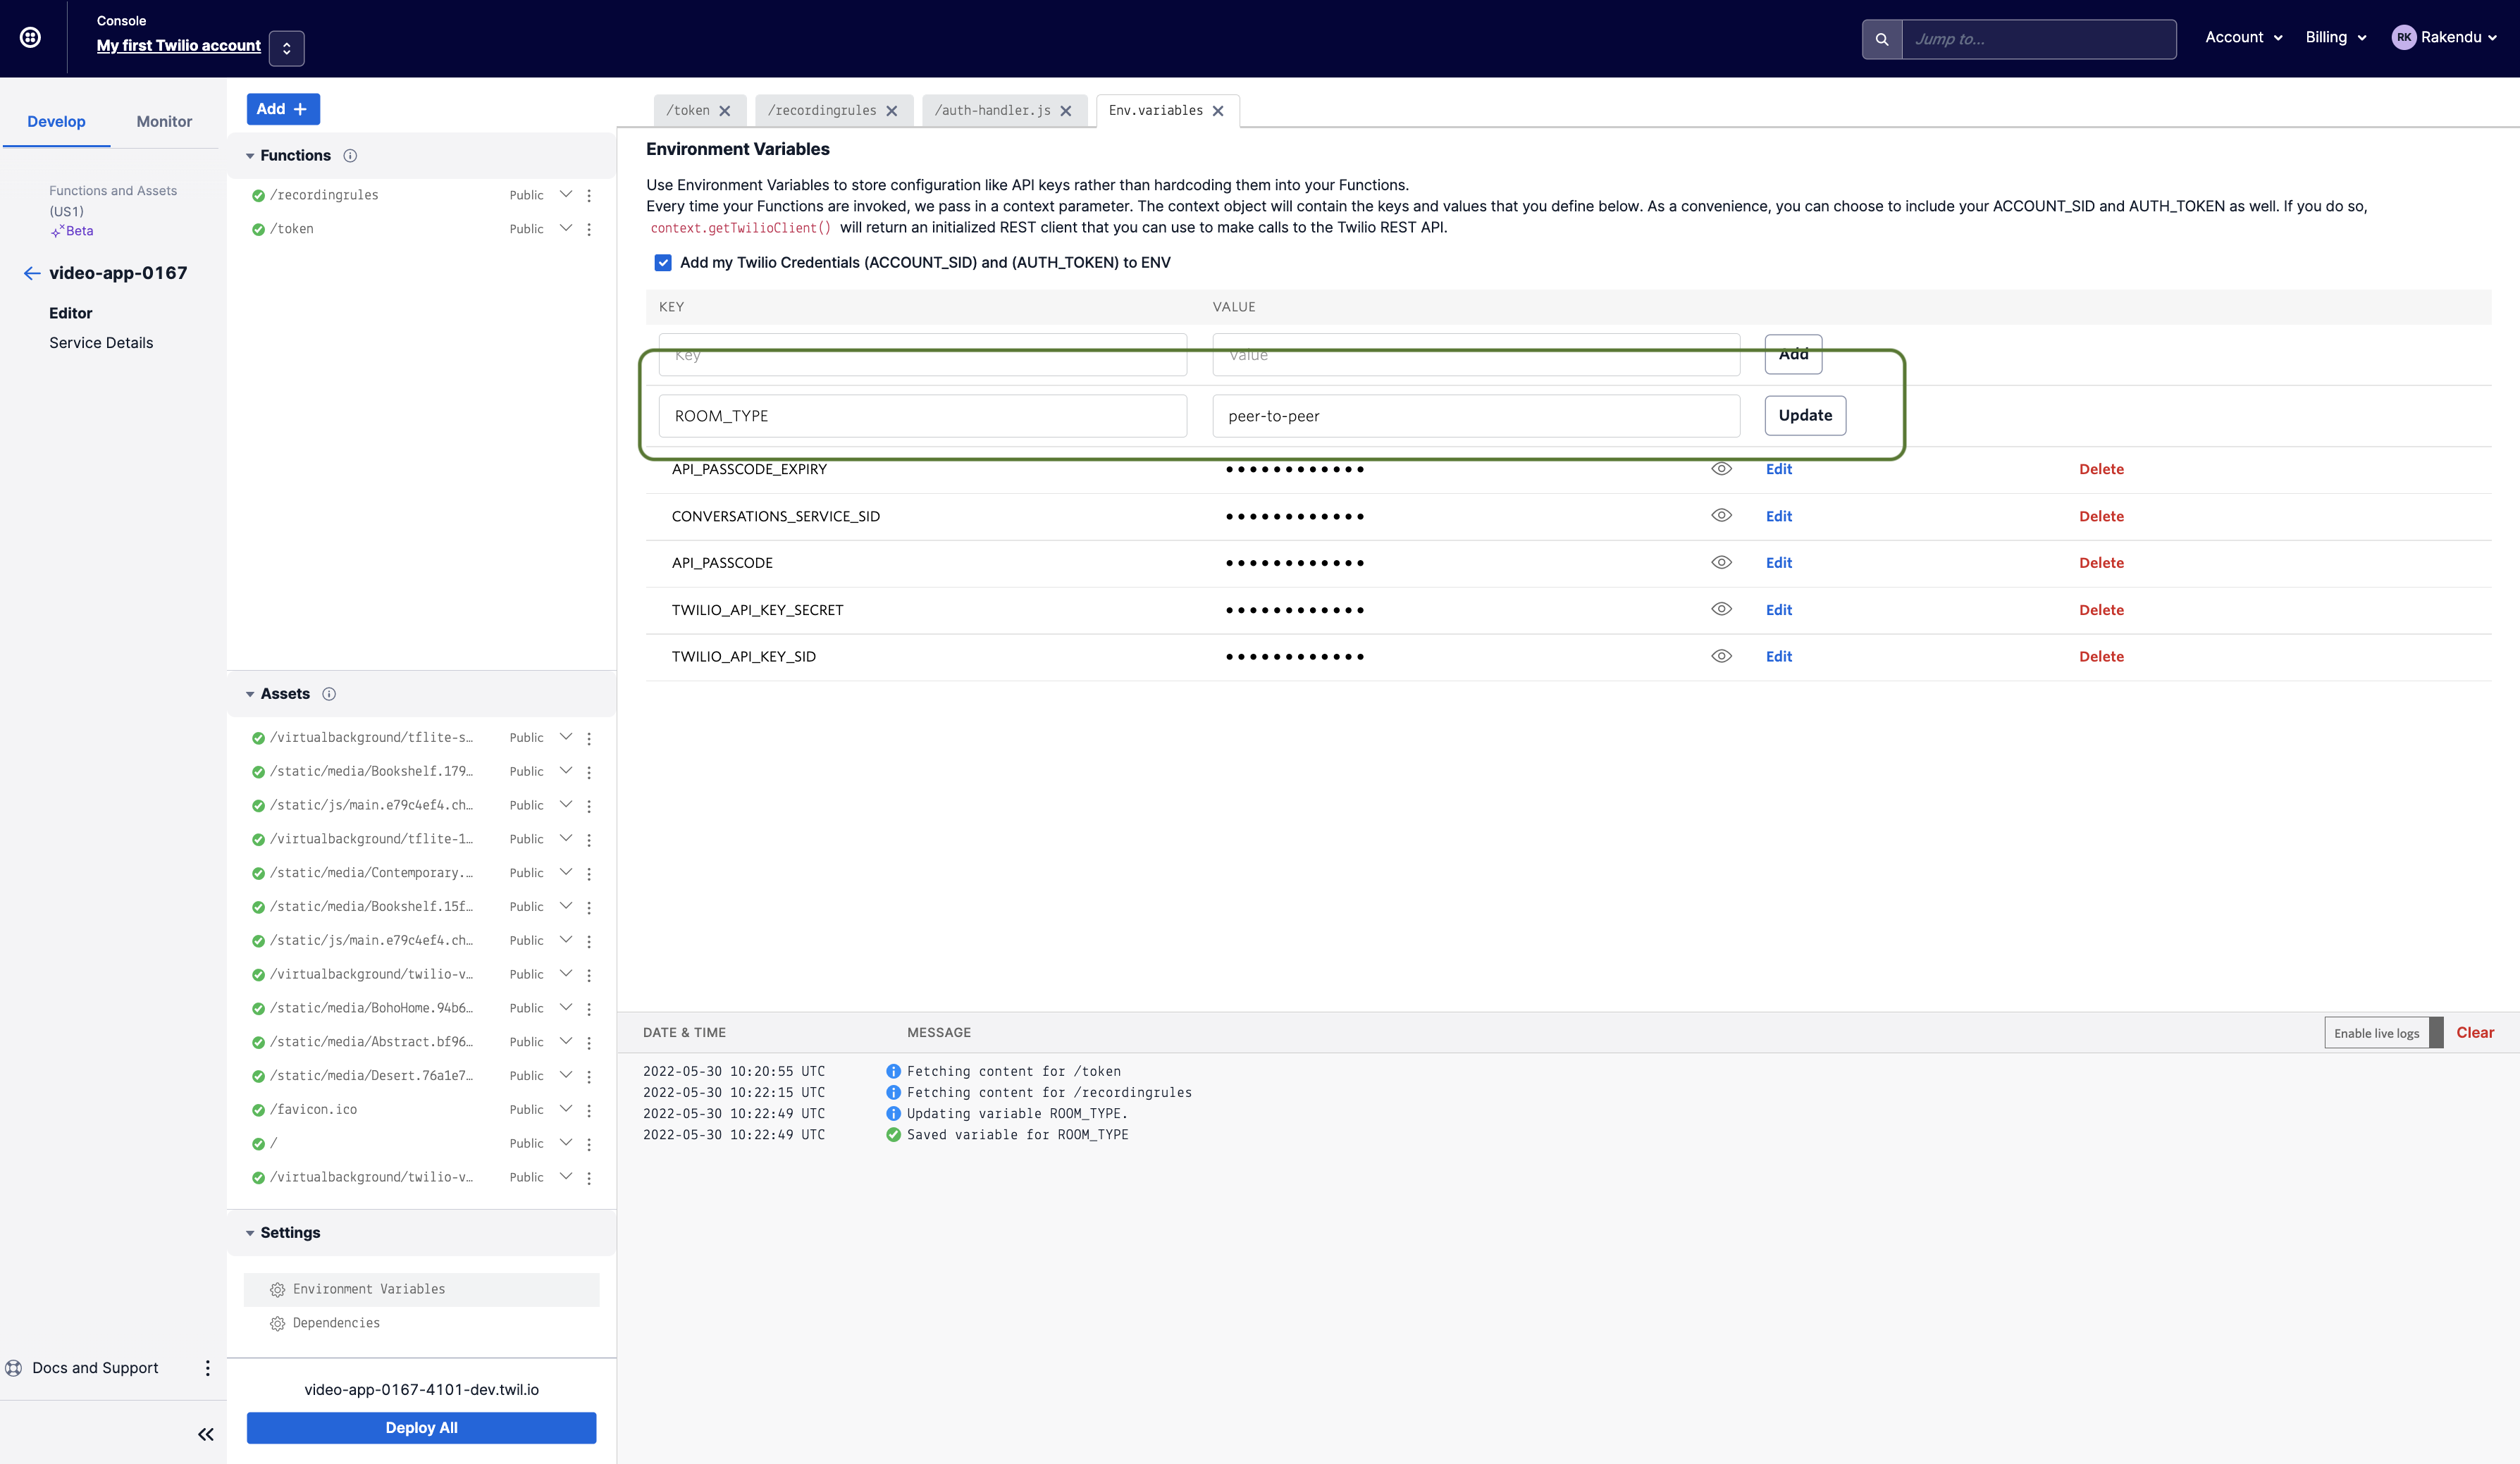 Console
My first Twilio account
Jump to...
Account
Billing
RK
Rakendu
Develop
Monitor
Functions and Assets
(US1)
Beta
video-app-0167
Editor
Service Details
Docs and Support
Add +
Functions
/recordingrules Public
/token Public
Assets
/virtualbackground/tflite-s… Public
/static/media/Bookshelf.179… Public
/static/js/main.e79c4ef4.ch… Public
/virtualbackground/tflite-1… Public
/static/media/Contemporary.… Public
/static/media/Bookshelf.15f… Public
/static/js/main.e79c4ef4.ch… Public
/virtualbackground/twilio-v… Public
/static/media/BohoHome.94b6… Public
/static/media/Abstract.bf96… Public
/static/media/Desert.76a1e7… Public
/favicon.ico Public
/ Public
/virtualbackground/twilio-v… Public
Settings
Environment Variables
Dependencies
video-app-0167-4101-dev.twil.io
Deploy All
/token
/recordingrules
/auth-handler.js
Env.variables
Environment Variables
Use Environment Variables to store configuration like API keys rather than hardcoding them into your Functions.
Every time your Functions are invoked, we pass in a context parameter. The context object will contain the keys and values that you define below. As a convenience, you can choose to include your ACCOUNT_SID and AUTH_TOKEN as well. If you do so,
context.getTwilioClient() will return an initialized REST client that you can use to make calls to the Twilio REST API.
Add my Twilio Credentials (ACCOUNT_SID) and (AUTH_TOKEN) to ENV
KEY VALUE
Key Value Add
ROOM_TYPE peer-to-peer Update
API_PASSCODE_EXPIRY •••••••••••• Edit Delete
CONVERSATIONS_SERVICE_SID •••••••••••• Edit Delete
API_PASSCODE •••••••••••• Edit Delete
TWILIO_API_KEY_SECRET •••••••••••• Edit Delete
TWILIO_API_KEY_SID •••••••••••• Edit Delete
DATE & TIME MESSAGE Enable live logs Clear
2022-05-30 10:20:55 UTC Fetching content for /token
2022-05-30 10:22:15 UTC Fetching content for /recordingrules
2022-05-30 10:22:49 UTC Updating variable ROOM_TYPE.
2022-05-30 10:22:49 UTC Saved variable for ROOM_TYPE